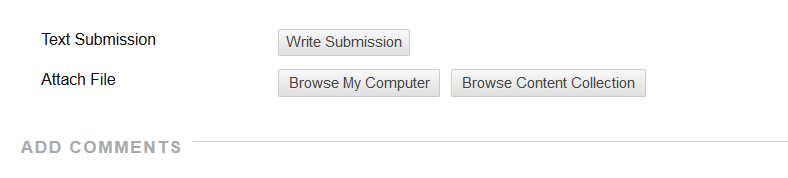 Text Submission Write Submission
Attach File Browse My Computer Browse Content Collection
ADD COMMENTS